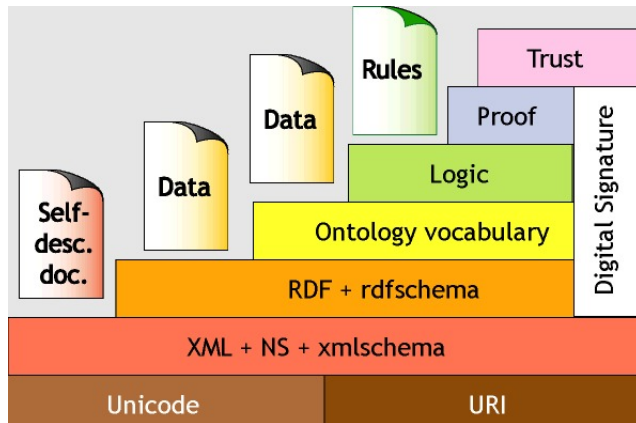 Rules
Trust
Data
Proof
Data
Logic
Self-
desc.
doc.
Ontology vocabulary
Digital Signature
RDF + rdfschema
XML + NS + xmlschema
Unicode
URI